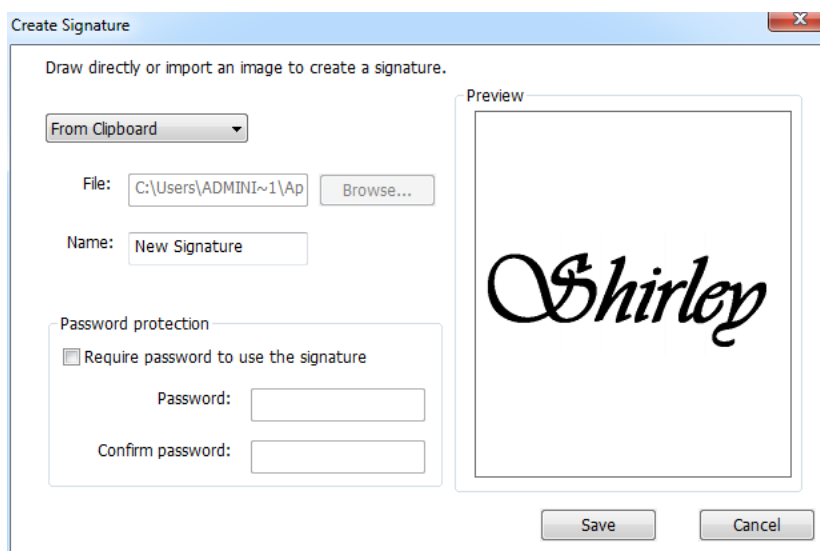 Create Signature
X
Draw directly or import an image to create a signature.
From Clipboard
File: C:\Users\ADMINI~1\Ap Browse...
Name: New Signature
Password protection
Require password to use the signature
Password:
Confirm password:
Preview
Shirley
Save Cancel